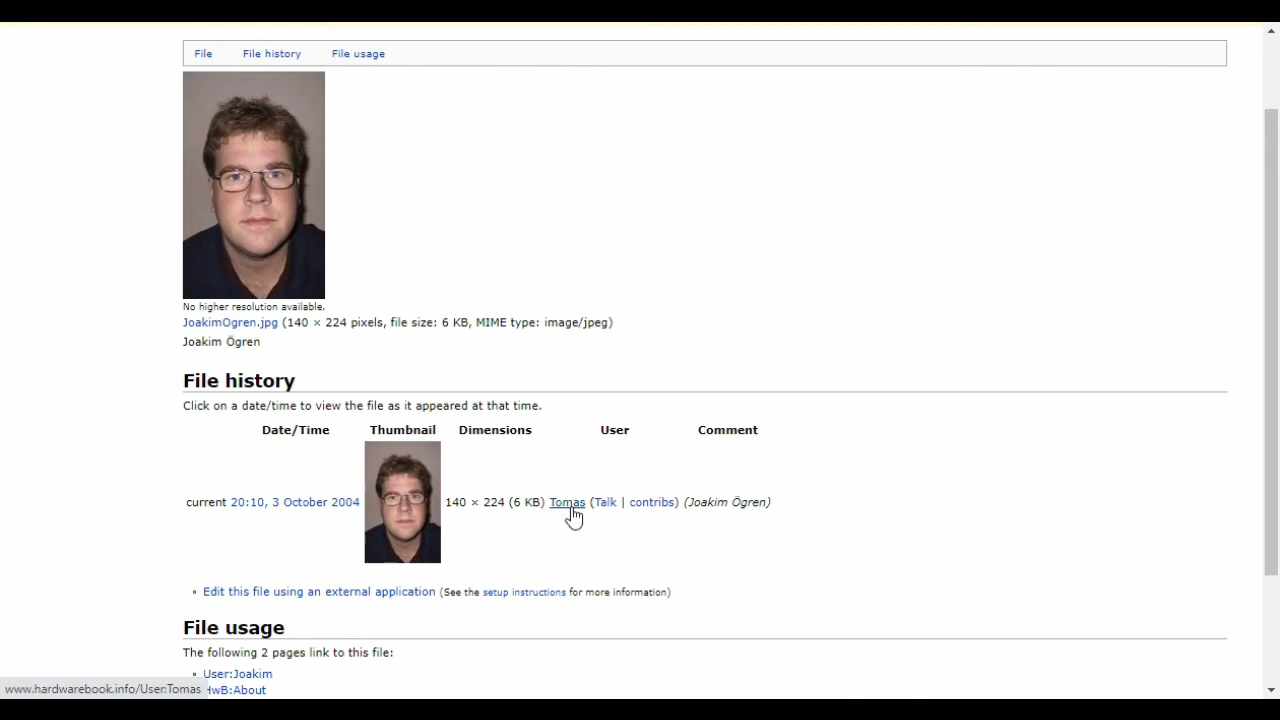 File File history File usage
No higher resolution available.
JoakimOgren.jpg (140 × 224 pixels, file size: 6 KB, MIME type: image/jpeg)
Joakim Ögren
File history
Click on a date/time to view the file as it appeared at that time.
Date/Time Thumbnail Dimensions User Comment
current 20:10, 3 October 2004 140 × 224 (6 KB) Tomas (Talk | contribs) (Joakim Ögren)
Edit this file using an external application (See the setup instructions for more information)
File usage
The following 2 pages link to this file:
User:Joakim
HwB:About
www.hardwarebook.info/User:Tomas